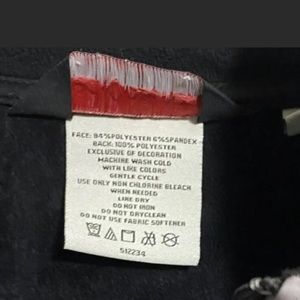 FACE: 94%POLYESTER 6%SPANDEX
BACK: 100% POLYESTER
EXCLUSIVE OF DECORATION
MACHINE WASH COLD
WITH LIKE COLORS
GENTLE CYCLE
USE ONLY NON CHLORINE BLEACH
WHEN NEEDED
LINE DRY
DO NOT IRON
DO NOT DRYCLEAN
DO NOT USE FABRIC SOFTENER
512234